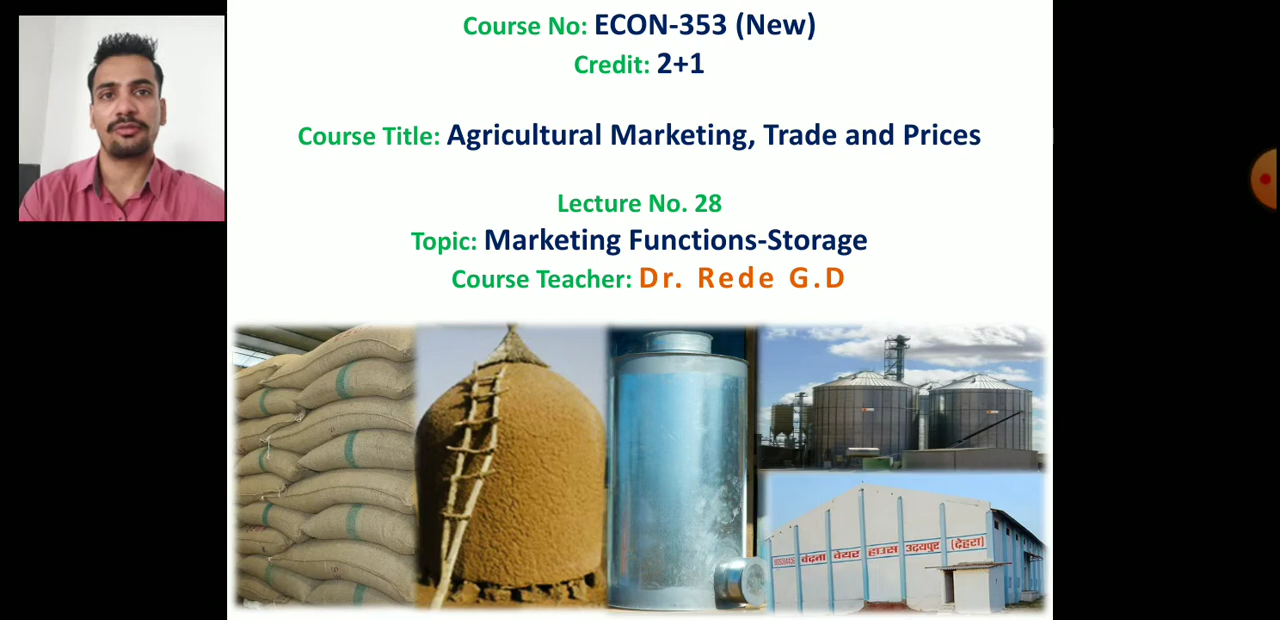 Course No: ECON-353 (New)
Credit: 2+1
Course Title: Agricultural Marketing, Trade and Prices
Lecture No. 28
Topic: Marketing Functions-Storage
Course Teacher: Dr. Rede G.D
वेदना वेयर हाउस उदयपुर (देहरा)